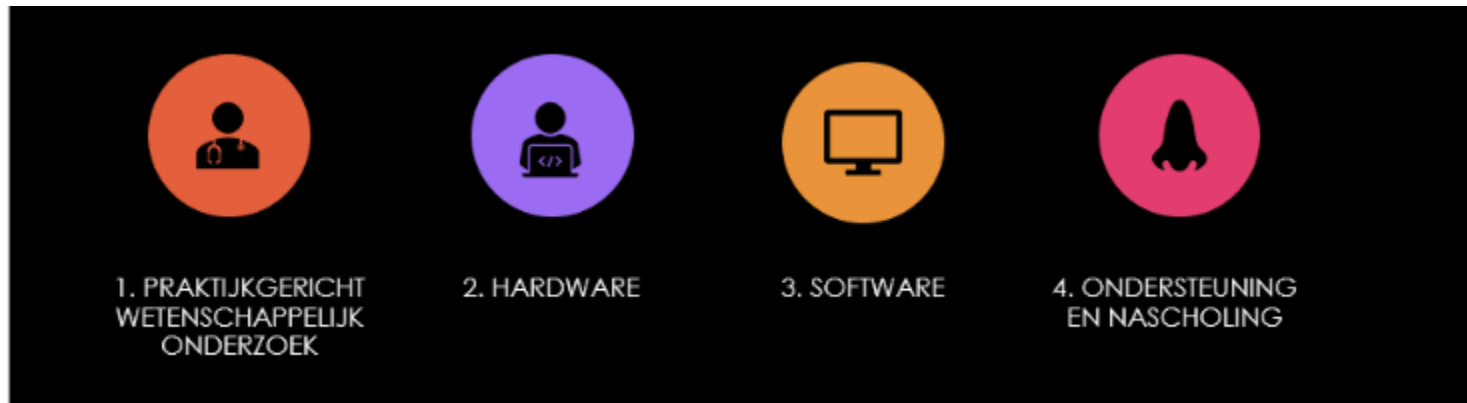 </>
1. PRAKTIJKGERICHT
WETENSCHAPPELIJK
ONDERZOEK
2. HARDWARE
3. SOFTWARE
4. ONDERSTEUNING
EN NASCHOLING